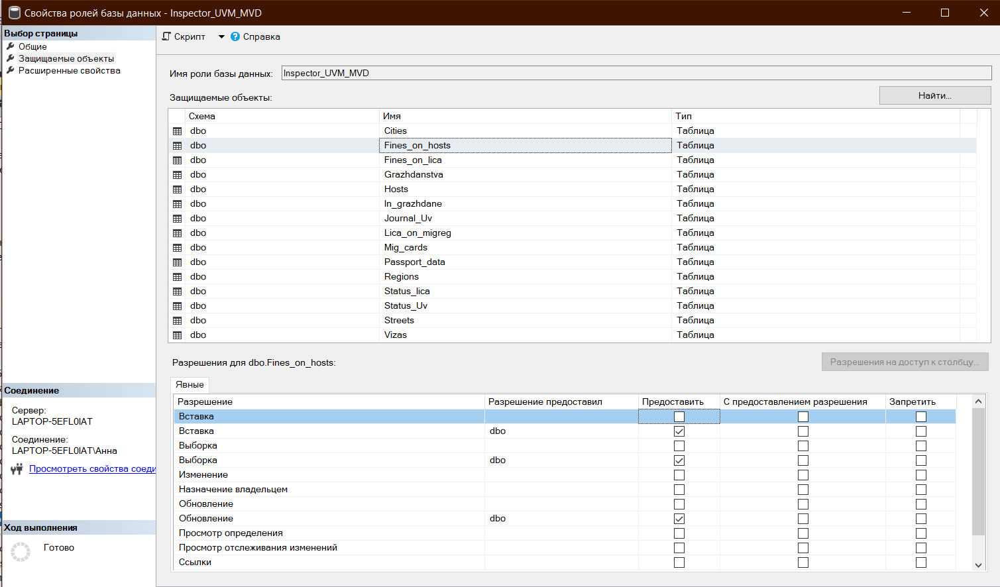 Свойства ролей базы данных - Inspector_UVM_MVD
Выбор страницы
Общие
Защищаемые объекты
Расширенные свойства
Скрипт
Справка
Имя роли базы данных: Inspector_UVM_MVD
Защищаемые объекты:
Найти...
Схема Имя Тип
dbo Cities Таблица
dbo Fines_on_hosts Таблица
dbo Fines_on_lica Таблица
dbo Grazhdanstva Таблица
dbo Hosts Таблица
dbo In_grazhdane Таблица
dbo Journal_Uv Таблица
dbo Lica_on_migreg Таблица
dbo Mig_cards Таблица
dbo Passport_data Таблица
dbo Regions Таблица
dbo Status_lica Таблица
dbo Status_Uv Таблица
dbo Streets Таблица
dbo Vizas Таблица
Разрешения для dbo.Fines_on_hosts:
Разрешения на доступ к столбцу...
Явные
Разрешение Разрешение предоставил Предоставить С предоставлением разрешения Запретить
Вставка
Вставка dbo
Выборка
Выборка dbo
Изменение
Назначение владельцем
Обновление
Обновление dbo
Просмотр определения
Просмотр отслеживания изменений
Ссылки
Соединение
Сервер:
LAPTOP-5EFL0IAT
Соединение:
LAPTOP-5EFL0IAT\Анна
Просмотреть свойства соеди
Ход выполнения
Готово